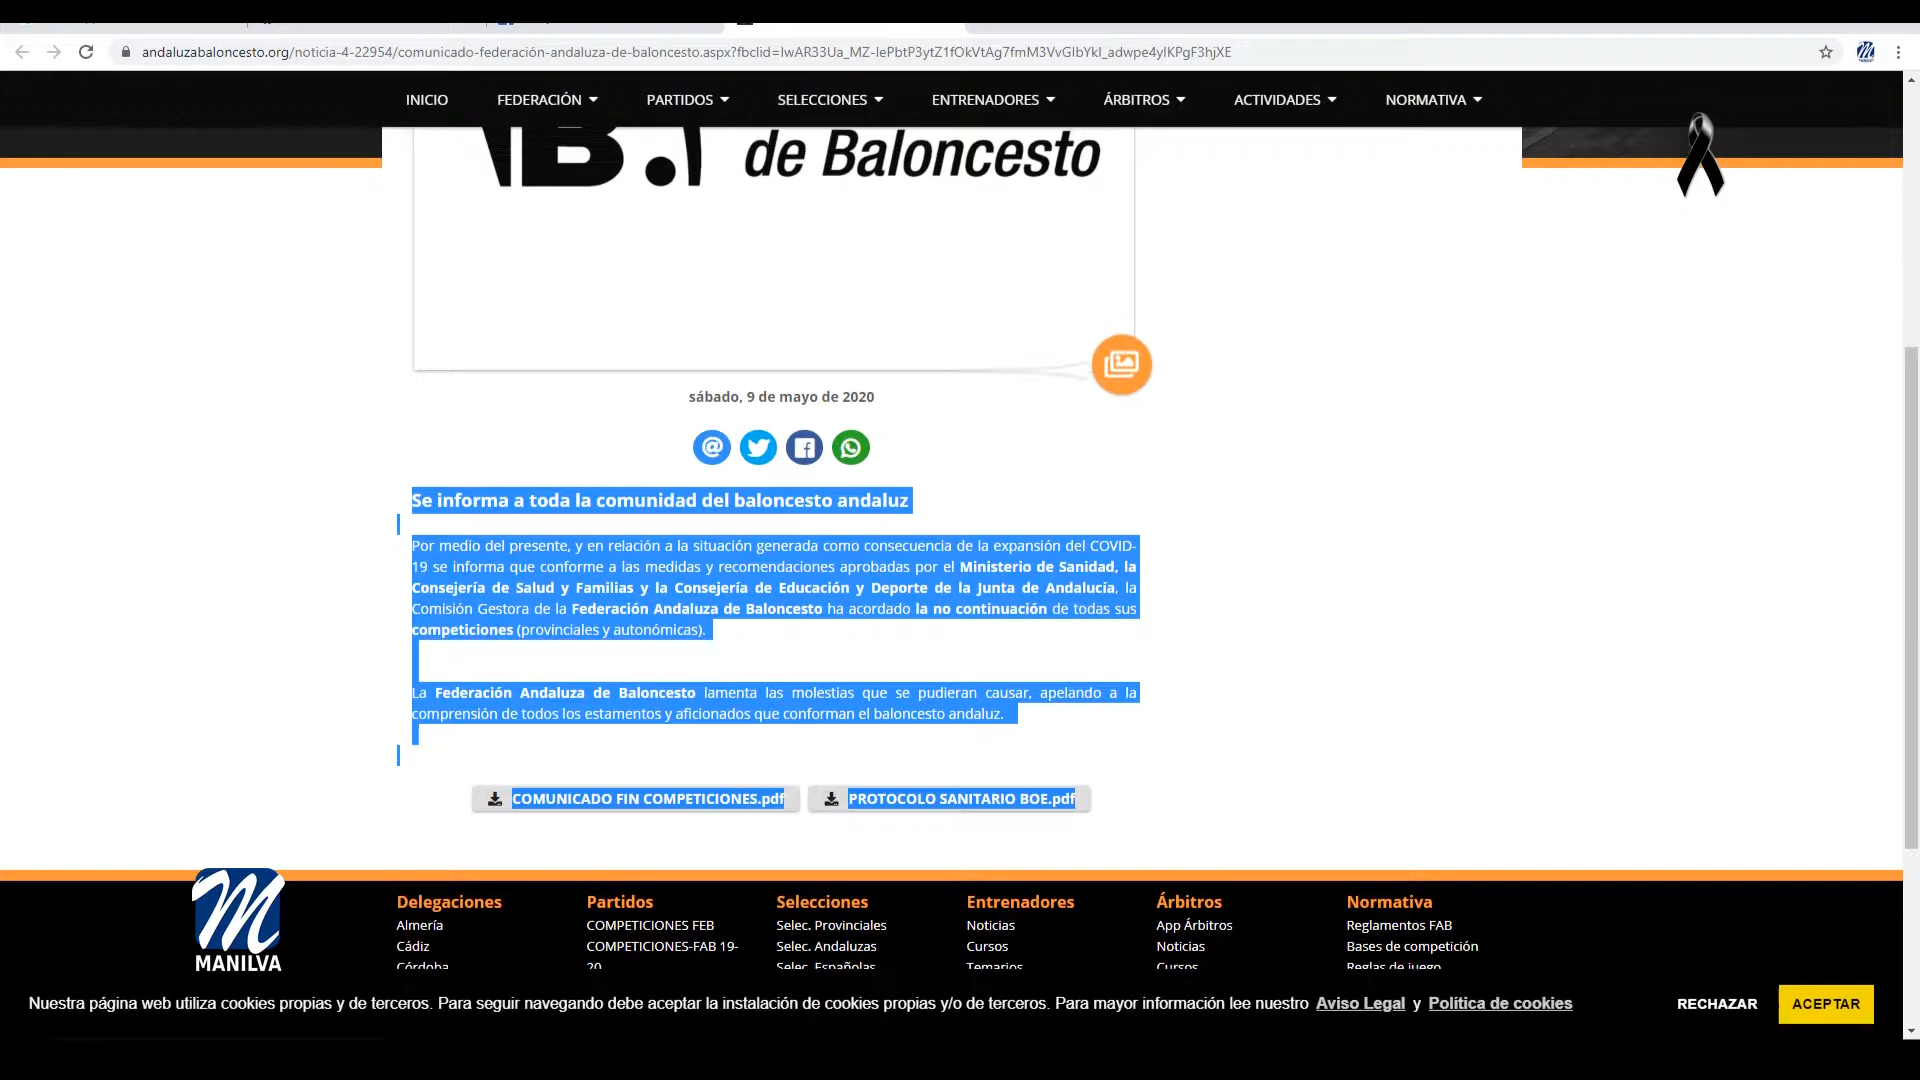 andaluzabaloncesto.org/noticia-4-22954/comunicado-federación-andaluza-de-baloncesto.aspx?fbclid=IwAR33Ua_MZ-IePbtP3ytZ1fOkVtAg7fmM3VvGlbYkI_adwpe4yIKPgF3hjXE
INICIO FEDERACIÓN PARTIDOS SELECCIONES ENTRENADORES ÁRBITROS ACTIVIDADES NORMATIVA
de Baloncesto
sábado, 9 de mayo de 2020
Se informa a toda la comunidad del baloncesto andaluz
Por medio del presente, y en relación a la situación generada como consecuencia de la expansión del COVID-
19 se informa que conforme a las medidas y recomendaciones aprobadas por el Ministerio de Sanidad, la
Consejería de Salud y Familias y la Consejería de Educación y Deporte de la Junta de Andalucía, la
Comisión Gestora de la Federación Andaluza de Baloncesto ha acordado la no continuación de todas sus
competiciones (provinciales y autonómicas).
La Federación Andaluza de Baloncesto lamenta las molestias que se pudieran causar, apelando a la
comprensión de todos los estamentos y aficionados que conforman el baloncesto andaluz.
COMUNICADO FIN COMPETICIONES.pdf PROTOCOLO SANITARIO BOE.pdf
Delegaciones Partidos Selecciones Entrenadores Árbitros Normativa
Almería COMPETICIONES FEB Selec. Provinciales Noticias App Árbitros Reglamentos FAB
Cádiz COMPETICIONES-FAB 19- Selec. Andaluzas Cursos Noticias Bases de competición
Córdoba 20 Selec. Españolas Temarios Cursos Reglas de juego
MANILVA
Nuestra página web utiliza cookies propias y de terceros. Para seguir navegando debe aceptar la instalación de cookies propias y/o de terceros. Para mayor información lee nuestro Aviso Legal y Política de cookies
RECHAZAR ACEPTAR